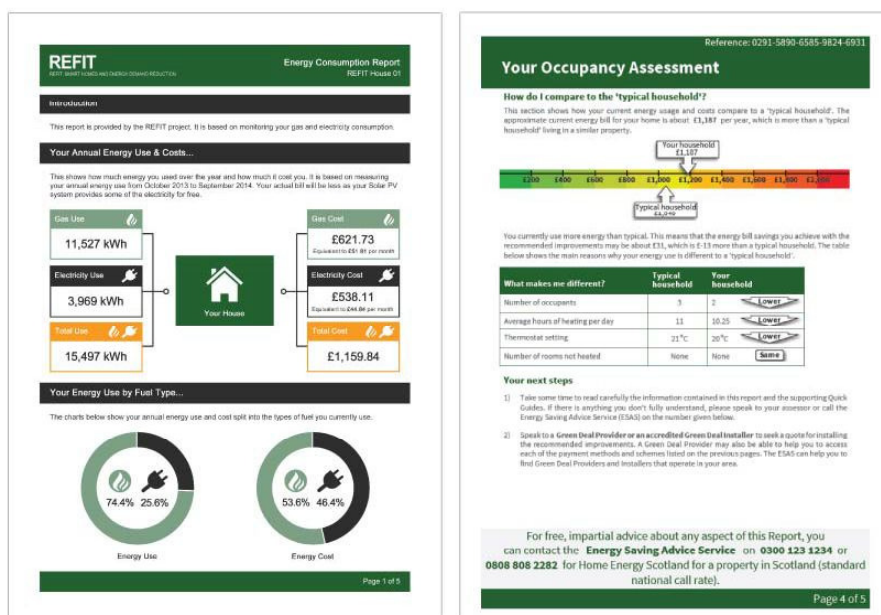 REFIT
REFIT: SMART HOMES AND ENERGY DEMAND REDUCTION
Energy Consumption Report
REFIT House 01
Introduction
This report is provided by the REFIT project. It is based on monitoring your gas and electricity consumption.
Your Annual Energy Use & Costs...
This shows how much energy you used over the year and how much it cost you. It is based on measuring
your annual energy use from October 2013 to September 2014. Your actual bill will be less as your Solar PV
system provides some of the electricity for free.
Gas Use
11,527 kWh
Electricity Use
3,969 kWh
Total Use
15,497 kWh
Your House
Gas Cost
£621.73
Equivalent to £51.81 per month
Electricity Cost
£538.11
Equivalent to £44.84 per month
Total Cost
£1,159.84
Your Energy Use by Fuel Type...
The charts below show your annual energy use and cost split into the types of fuel you currently use.
74.4% 25.6%
Energy Use
53.6% 46.4%
Energy Cost
Page 1 of 5
Reference: 0291-5890-6585-9824-6931
Your Occupancy Assessment
How do I compare to the 'typical household'?
This section shows how your current energy usage and costs compare to a 'typical household'. The
approximate current energy bill for your home is about £1,187 per year, which is more than a 'typical
household' living in a similar property.
Your household
£1,187
£200 £400 £600 £800 £1,000 £1,200 £1,400 £1,600 £1,800
Typical household
You currently use more energy than typical. This means that the energy bill savings you achieve with the
recommended improvements may be about £31, which is £-13 more than a typical household. The table
below shows the main reasons why your energy use is different to a 'typical household'.
What makes me different? Typical household Your household
Number of occupants 3 2 Lower
Average hours of heating per day 11 10.25 Lower
Thermostat setting 21°C 20°C Lower
Number of rooms not heated None None Same
Your next steps
1) Take some time to read carefully the information contained in this report and the supporting Quick
Guides. If there is anything you don't fully understand, please speak to your assessor or call the
Energy Saving Advice Service (ESAS) on the number given below.
2) Speak to a Green Deal Provider or an accredited Green Deal Installer to seek a quote for installing
the recommended improvements. A Green Deal Provider may also be able to help you to access
each of the payment methods and schemes listed on the previous pages. The ESAS can help you to
find Green Deal Providers and Installers that operate in your area.
For free, impartial advice about any aspect of this Report, you
can contact the Energy Saving Advice Service on 0300 123 1234 or
0808 808 2282 for Home Energy Scotland for a property in Scotland (standard
national call rate).
Page 4 of 5